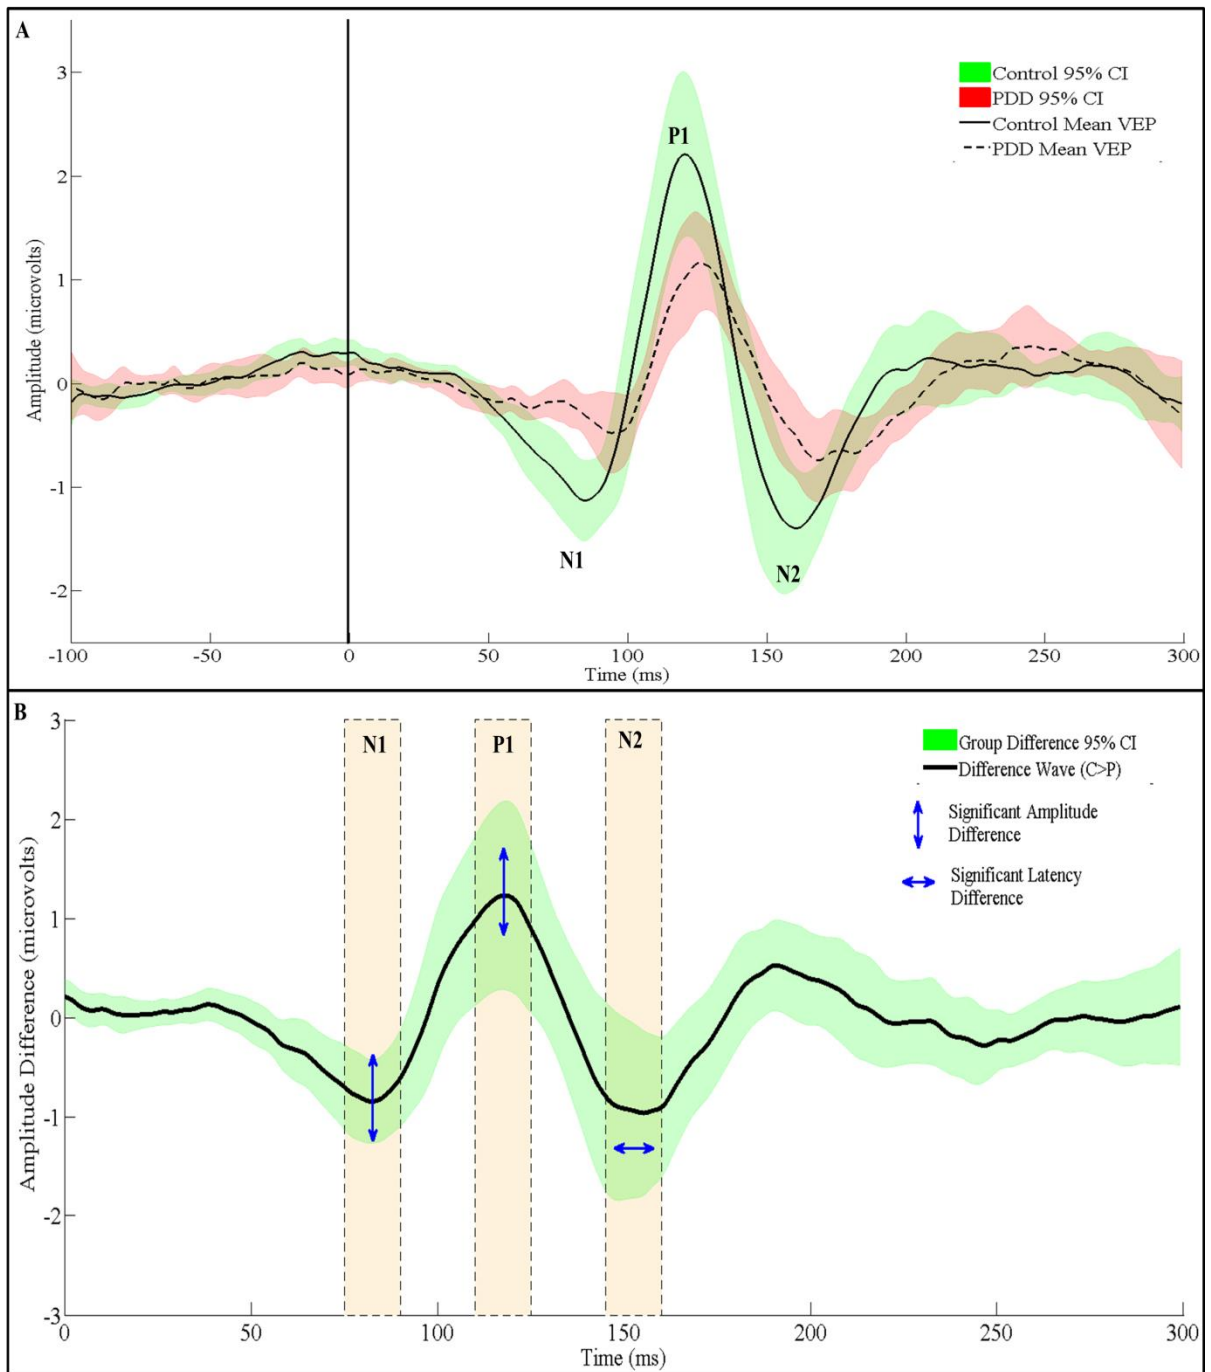 A
Control 95% CI
PDD 95% CI
Control Mean VEP
PDD Mean VEP
P1
N1
N2
Amplitude (microvolts)
3
2
1
0
-1
-2
-100
-50
0
50
100
150
200
250
300
Time (ms)
B
N1
P1
N2
Group Difference 95% CI
Difference Wave (C>P)
Significant Amplitude
Difference
Significant Latency
Difference
Amplitude Difference (microvolts)
3
2
1
0
-1
-2
-3
0
50
100
150
200
250
300
Time (ms)